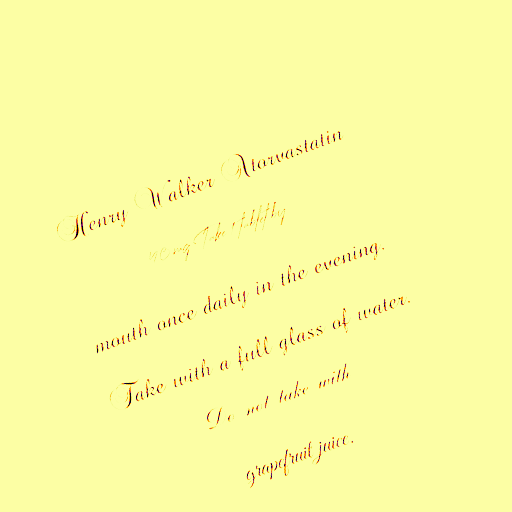 Henry Walker Atorvastatin
mouth once daily in the evening.
Take with a full glass of water.
Do not take with
grapefruit juice.